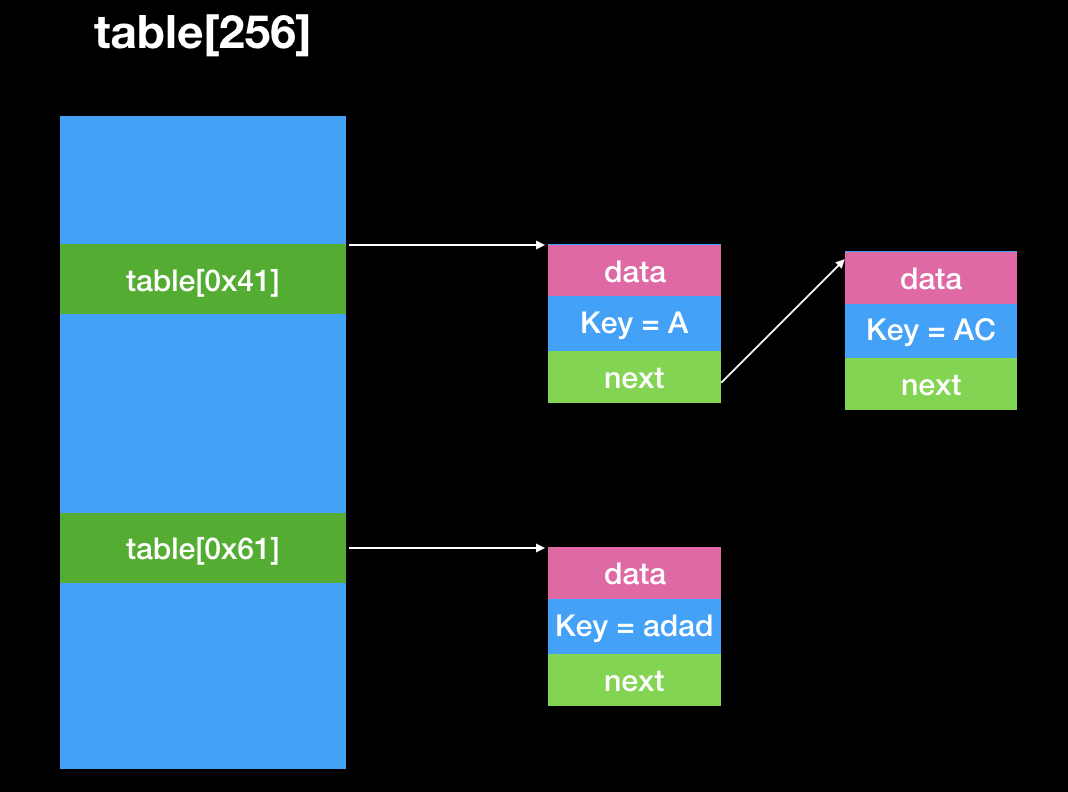 table[256]
table[0x41]
data
Key = A
next
data
Key = AC
next
table[0x61]
data
Key = adad
next